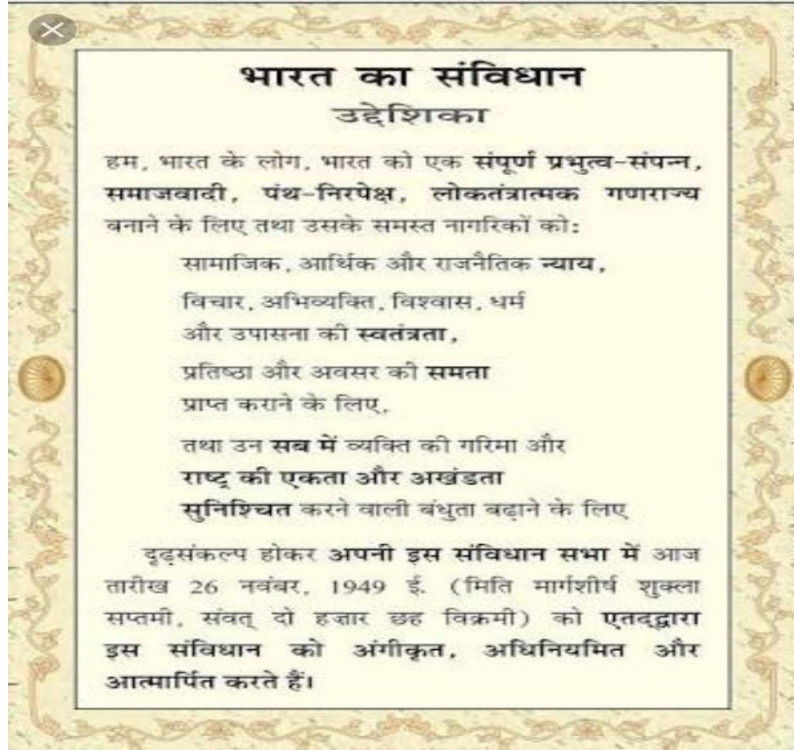 भारत का संविधान
उद्देशिका
हम, भारत के लोग, भारत को एक संपूर्ण प्रभुत्व-संपन्न,
समाजवादी, पंथ-निरपेक्ष, लोकतंत्रात्मक गणराज्य
बनाने के लिए तथा उसके समस्त नागरिकों को:
सामाजिक, आर्थिक और राजनैतिक न्याय,
विचार, अभिव्यक्ति, विश्वास, धर्म
और उपासना की स्वतंत्रता,
प्रतिष्ठा और अवसर की समता
प्राप्त कराने के लिए,
तथा उन सब में व्यक्ति की गरिमा और
राष्ट्र की एकता और अखंडता
सुनिश्चित करने वाली बंधुता बढ़ाने के लिए
दृढ़संकल्प होकर अपनी इस संविधान सभा में आज
तारीख 26 नवंबर, 1949 ई. (मिति मार्गशीर्ष शुक्ला
सप्तमी, संवत् दो हज़ार छह विक्रमी) को एतद्द्वारा
इस संविधान को अंगीकृत, अधिनियमित और
आत्मार्पित करते हैं।